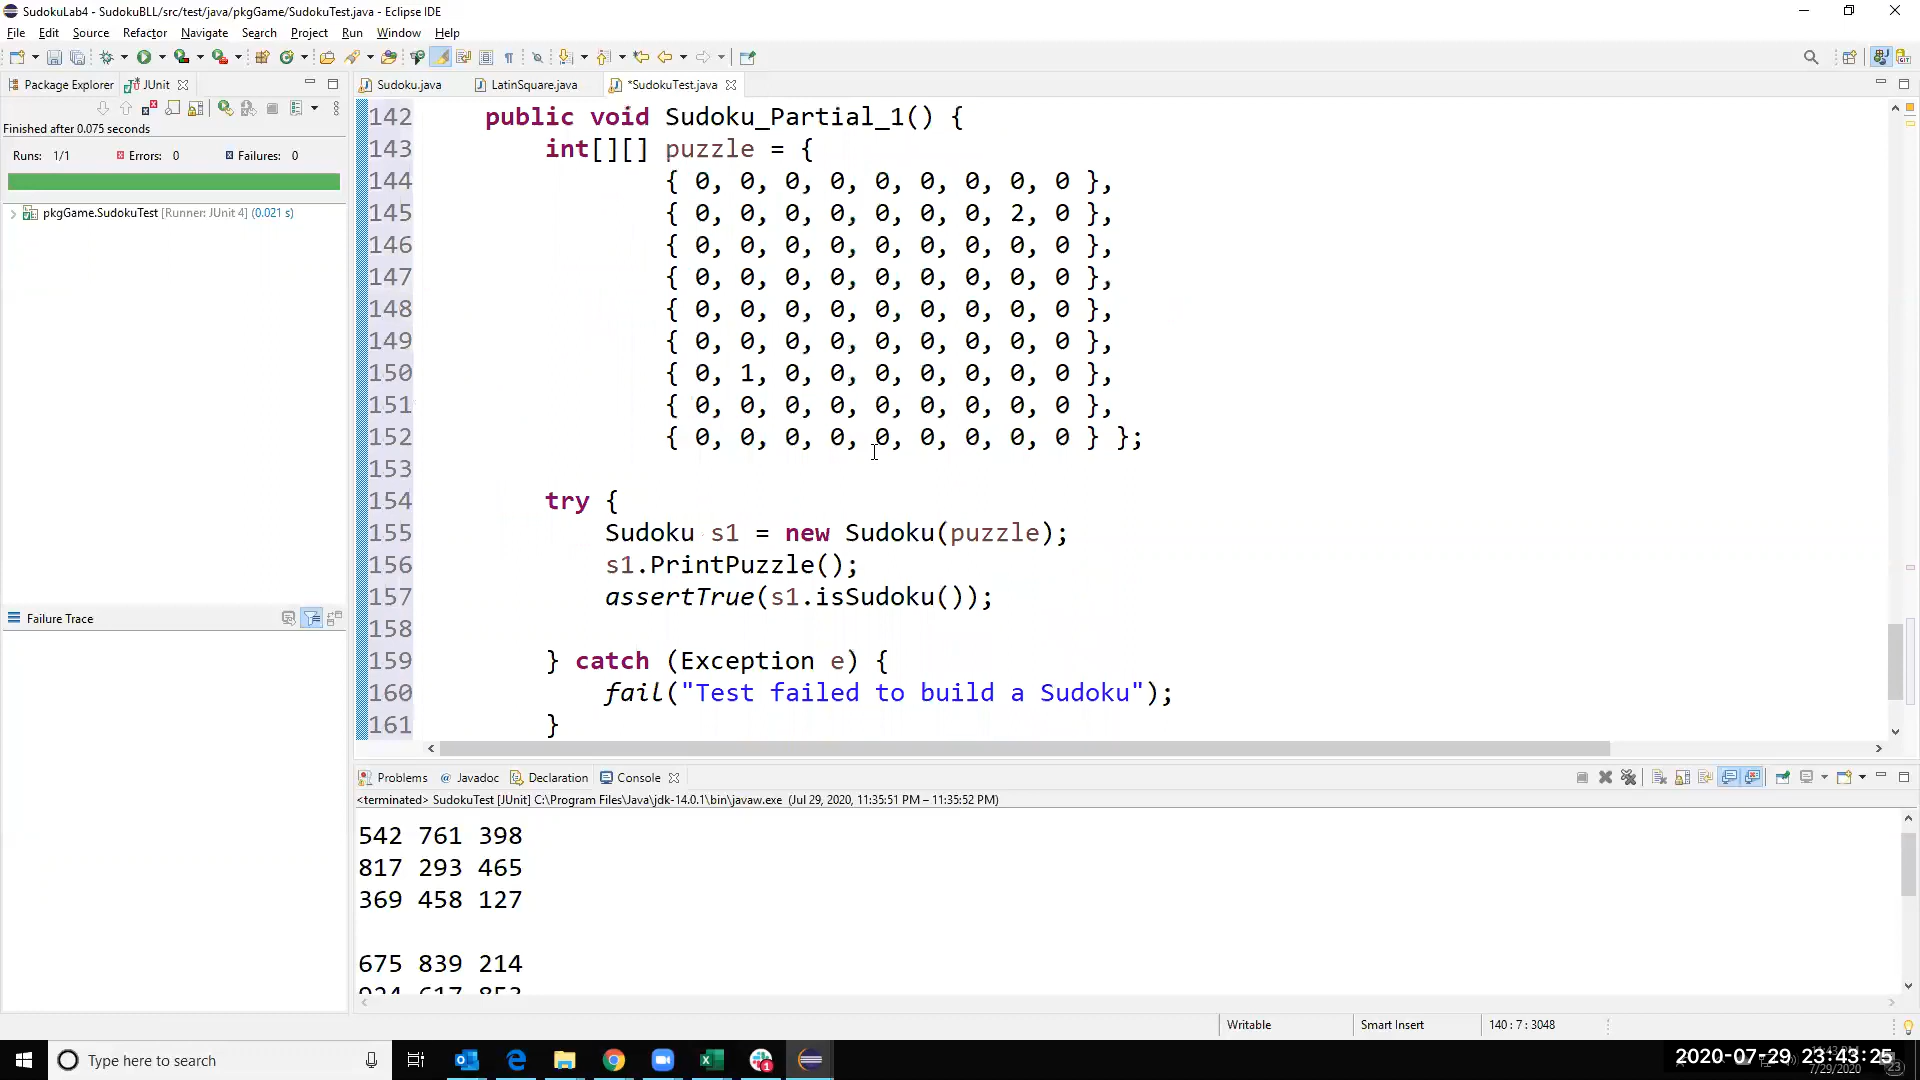 SudokuLab4 - SudokuBLL/src/test/java/pkgGame/SudokuTest.java - Eclipse IDE
File Edit Source Refactor Navigate Search Project Run Window Help
Package Explorer JUnit
Sudoku.java LatinSquare.java *SudokuTest.java
Finished after 0.075 seconds
Runs: 1/1 Errors: 0 Failures: 0
pkgGame.SudokuTest [Runner: JUnit 4] (0.021 s)
Failure Trace
142 public void Sudoku_Partial_1() {
143 int[][] puzzle = {
144 { 0, 0, 0, 0, 0, 0, 0, 0, 0 },
145 { 0, 0, 0, 0, 0, 0, 0, 2, 0 },
146 { 0, 0, 0, 0, 0, 0, 0, 0, 0 },
147 { 0, 0, 0, 0, 0, 0, 0, 0, 0 },
148 { 0, 0, 0, 0, 0, 0, 0, 0, 0 },
149 { 0, 0, 0, 0, 0, 0, 0, 0, 0 },
150 { 0, 1, 0, 0, 0, 0, 0, 0, 0 },
151 { 0, 0, 0, 0, 0, 0, 0, 0, 0 },
152 { 0, 0, 0, 0, 0, 0, 0, 0, 0 } };
153
154 try {
155 Sudoku s1 = new Sudoku(puzzle);
156 s1.PrintPuzzle();
157 assertTrue(s1.isSudoku());
158
159 } catch (Exception e) {
160 fail("Test failed to build a Sudoku");
161 }
Problems @ Javadoc Declaration Console
<terminated> SudokuTest [JUnit] C:\Program Files\Java\jdk-14.0.1\bin\javaw.exe (Jul 29, 2020, 11:35:51 PM – 11:35:52 PM)
542 761 398
817 293 465
369 458 127
675 839 214
924 617 853
Writable Smart Insert 140 : 7 : 3048
Type here to search
2020-07-29 23:43:25
7/29/2020